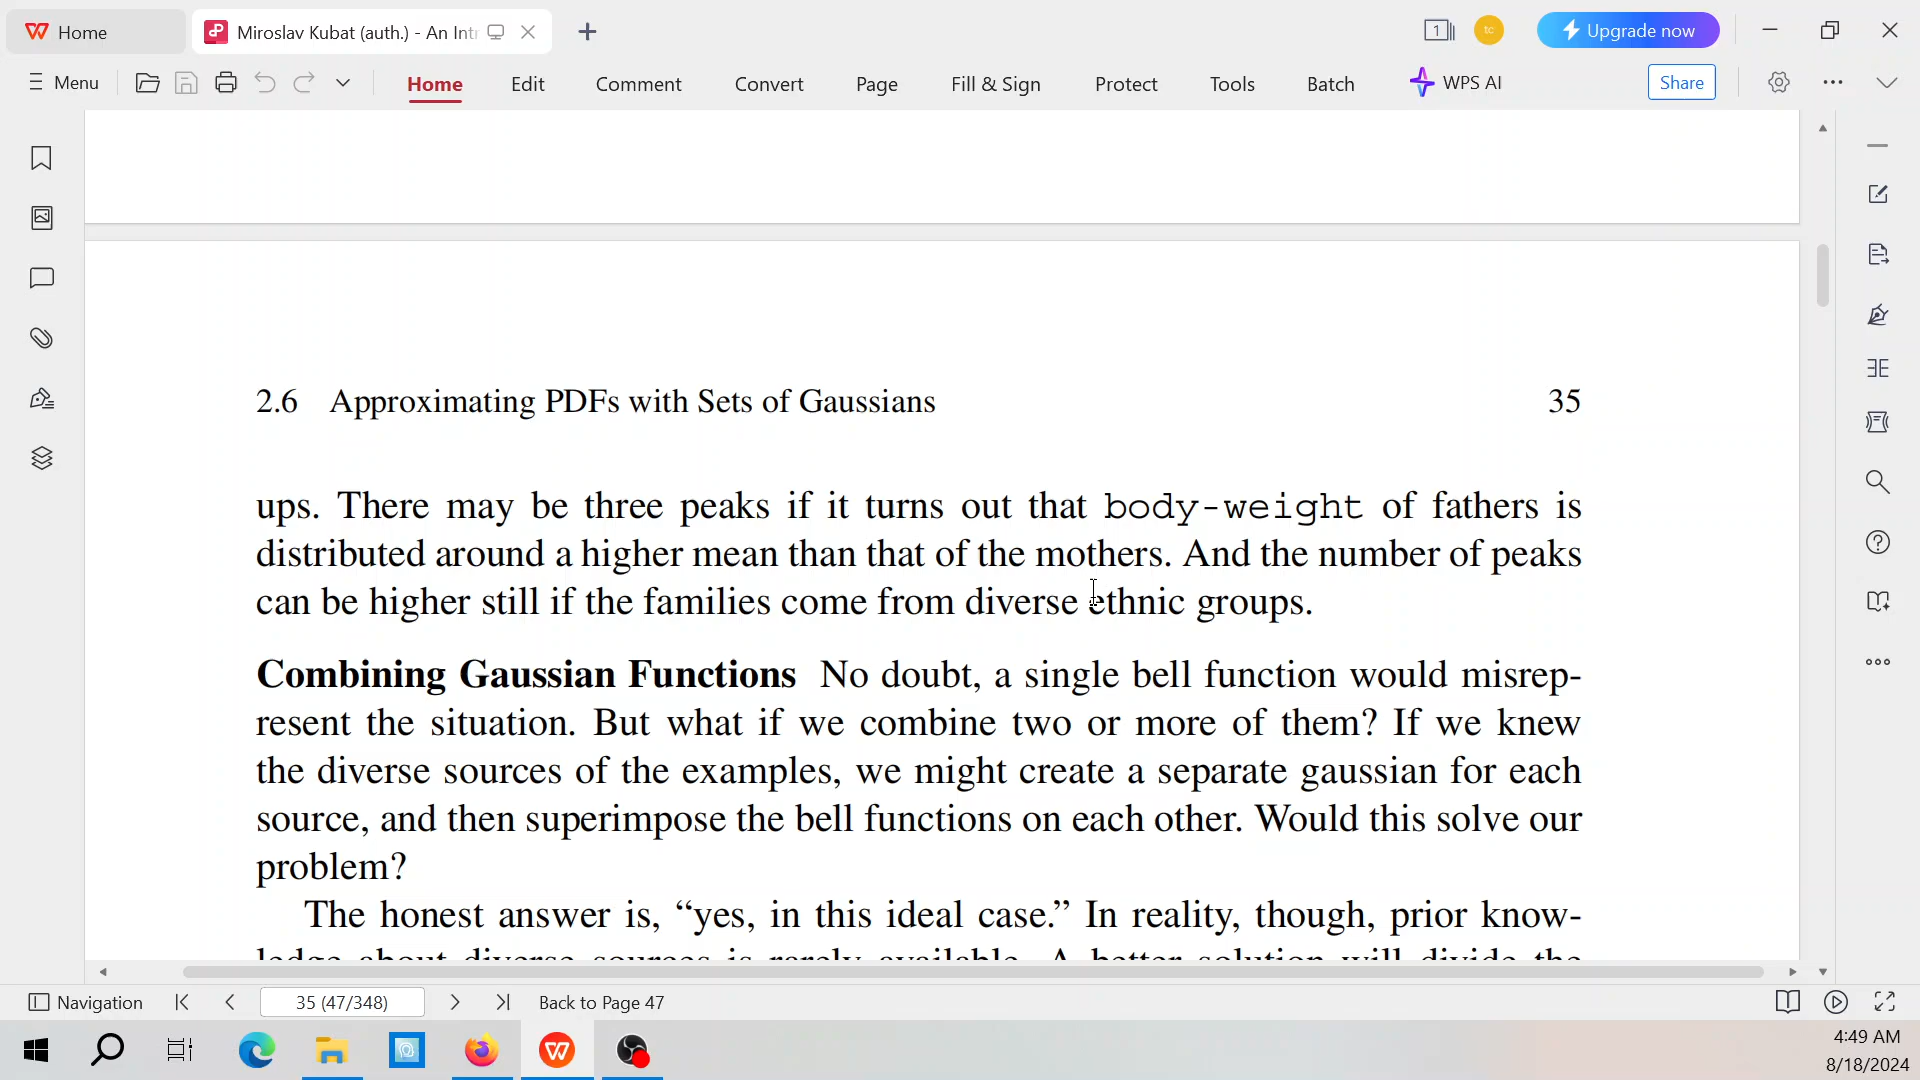 Home
Miroslav Kubat (auth.) - An Intr
1
tc
Upgrade now
Menu
Home
Edit
Comment
Convert
Page
Fill & Sign
Protect
Tools
Batch
WPS AI
Share
2.6 Approximating PDFs with Sets of Gaussians
35
ups. There may be three peaks if it turns out that body-weight of fathers is
distributed around a higher mean than that of the mothers. And the number of peaks
can be higher still if the families come from diverse ethnic groups.
Combining Gaussian Functions No doubt, a single bell function would misrep-
resent the situation. But what if we combine two or more of them? If we knew
the diverse sources of the examples, we might create a separate gaussian for each
source, and then superimpose the bell functions on each other. Would this solve our
problem?
The honest answer is, “yes, in this ideal case.” In reality, though, prior know-
ledge about diverse sources is rarely available. A better solution will divide the
Navigation
35 (47/348)
Back to Page 47
4:49 AM
8/18/2024